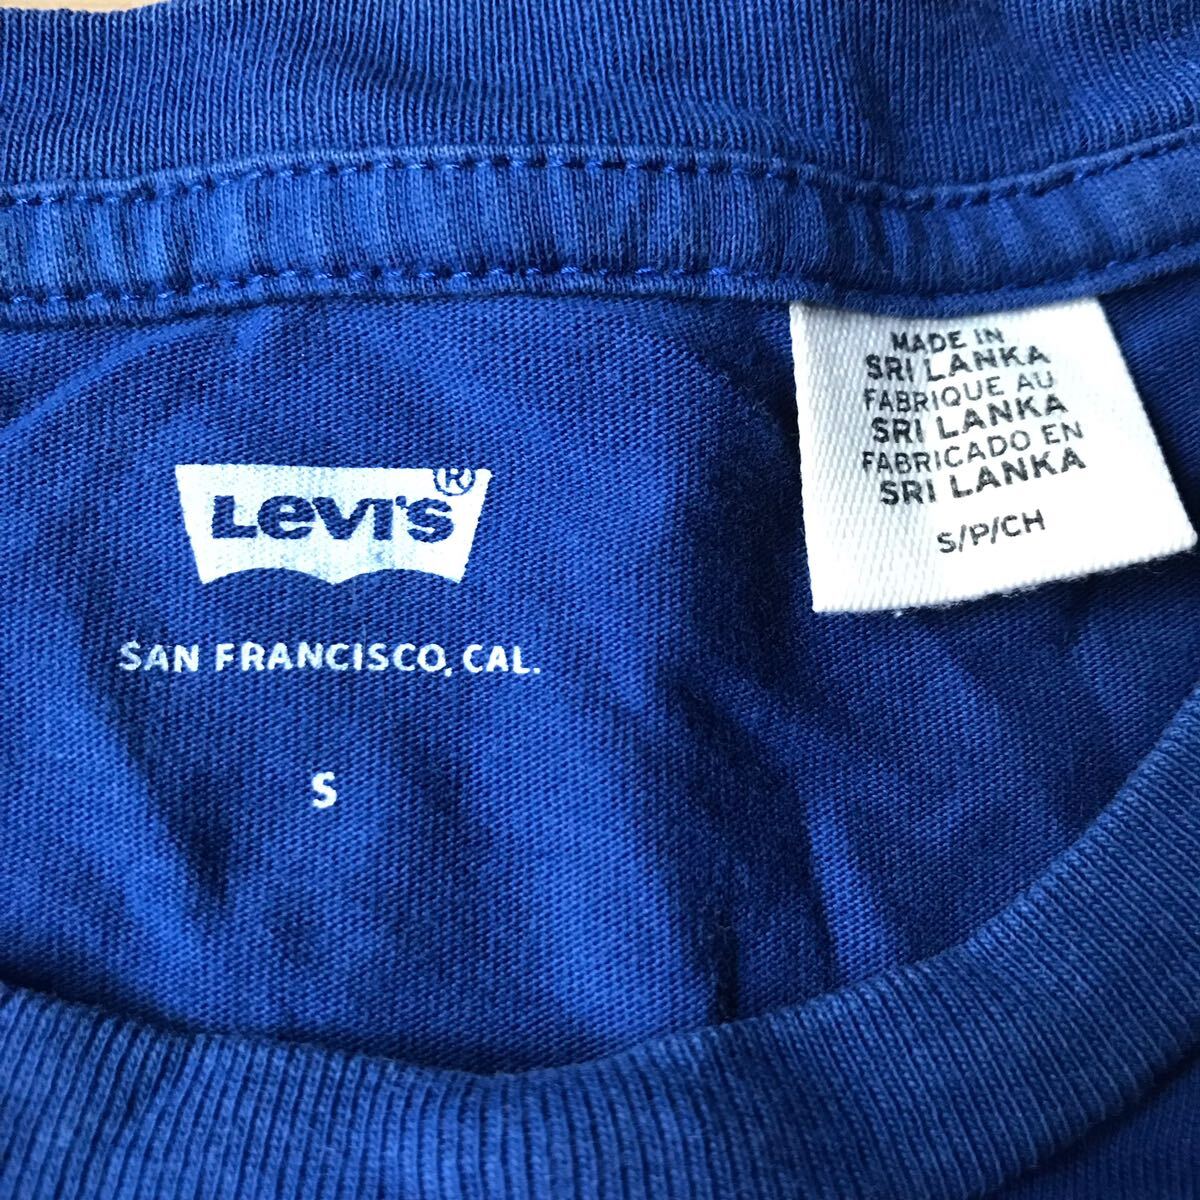 LEVI'S®
SAN FRANCISCO, CAL.
S
MADE IN
SRI LANKA
FABRIQUE AU
SRI LANKA
FABRICADO EN
SRI LANKA
S/P/CH